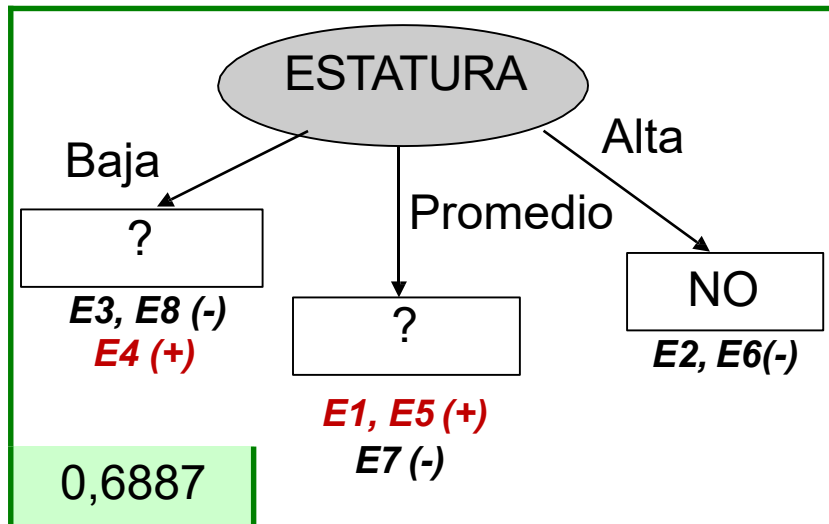 ESTATURA
Baja
Promedio
Alta
?
E3, E8 (-)
E4 (+)
?
E1, E5 (+)
E7 (-)
NO
E2, E6(-)
0,6887